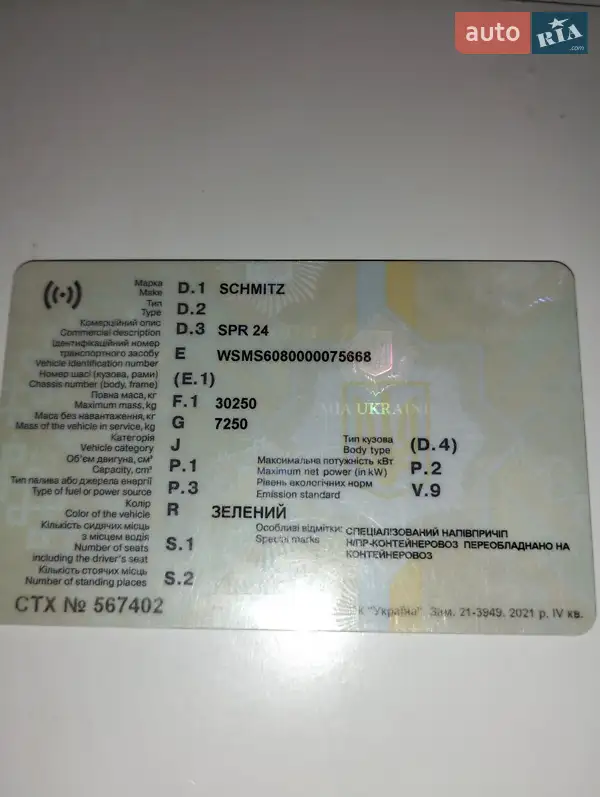 auto RIA .com
Марка D.1 SCHMITZ
Make
Тип D.2
Type
Комерційний опис D.3 SPR 24
Commercial description
Ідентифікаційний номер
транспортного засобу E WSMS6080000075668
Vehicle identification number
Номер шасі (кузова, рами) (E.1)
Chassis number (body, frame)
Повна маса, кг F.1 30250
Maximum mass, kg
Маса без навантаження, кг G 7250
Mass of the vehicle in service, kg
MIA UKRAINE
Категорія J
Vehicle category
Тип кузова (D.4)
Body type
Об'єм двигуна, см³ P.1
Capacity, cm³
Максимальна потужність кВт P.2
Maximum net power (in kW)
Тип палива або джерела енергії P.3
Type of fuel or power source
Рівень екологічних норм V.9
Emission standard
Колір R ЗЕЛЕНИЙ
Color of the vehicle
Кількість сидячих місць
з місцем водія S.1
Number of seats
including the driver's seat
Особливі відмітки: СПЕЦІАЛІЗОВАНИЙ НАПІВПРИЧІП
Special marks Н/ПР-КОНТЕЙНЕРОВОЗ ПЕРЕОБЛАДНАНО НА
КОНТЕЙНЕРОВОЗ
Кількість стоячих місць S.2
Number of standing places
СТХ № 567402
к "Україна". Зам. 21-3949. 2021 р. IV кв.